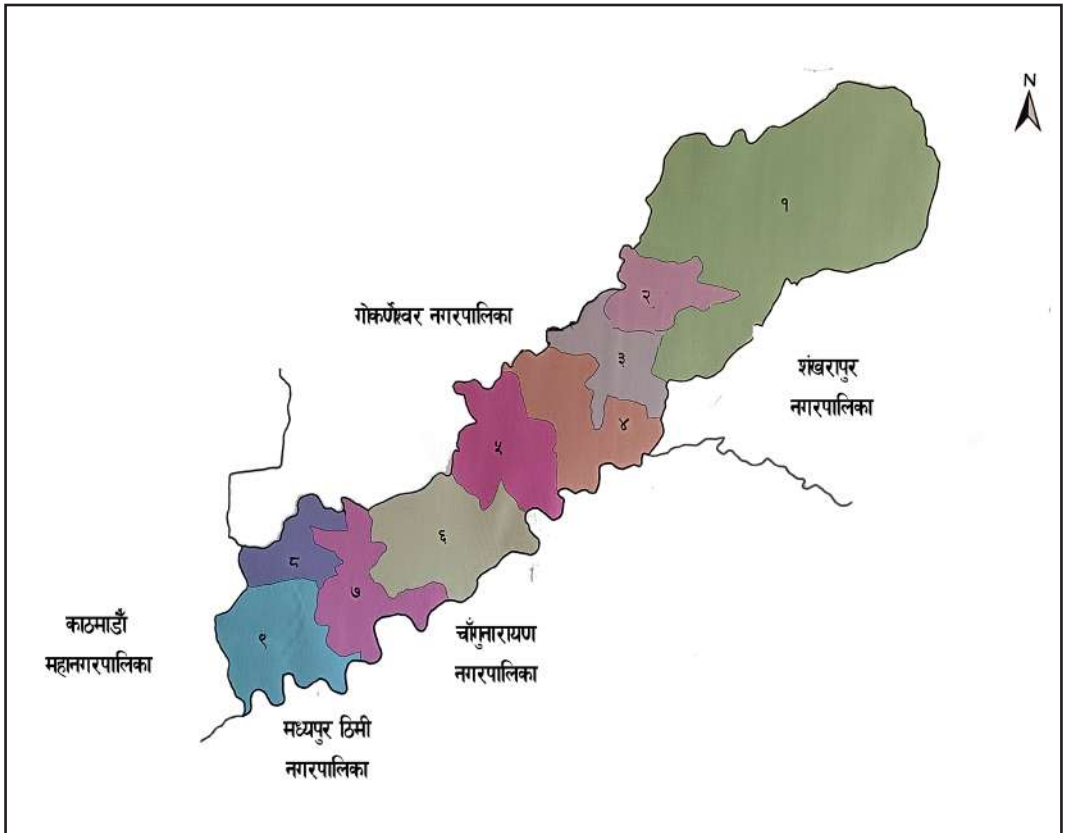 N
१
२
गोकर्णेश्वर नगरपालिका
३
शंखरापुर
नगरपालिका
४
५
६
८
७
काठमाडौँ
महानगरपालिका
९
चाँगुनारायण
नगरपालिका
मध्यपुर ठिमी
नगरपालिका